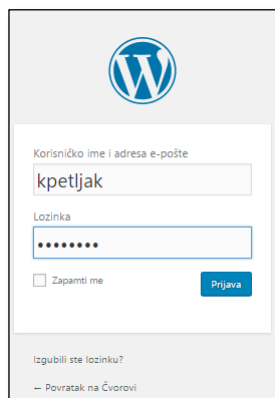 Korisničko ime i adresa e-pošte
kpetljak
Lozinka
••••••••
Zapamti me
Prijava
Izgubili ste lozinku?
← Povratak na Čvorovi